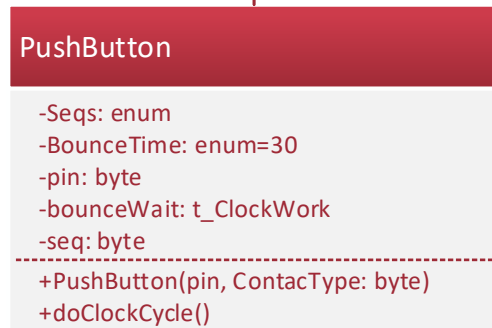 PushButton
-Seqs: enum
-BounceTime: enum=30
-pin: byte
-bounceWait: t_ClockWork
-seq: byte
+PushButton(pin, ContacType: byte)
+doClockCycle()